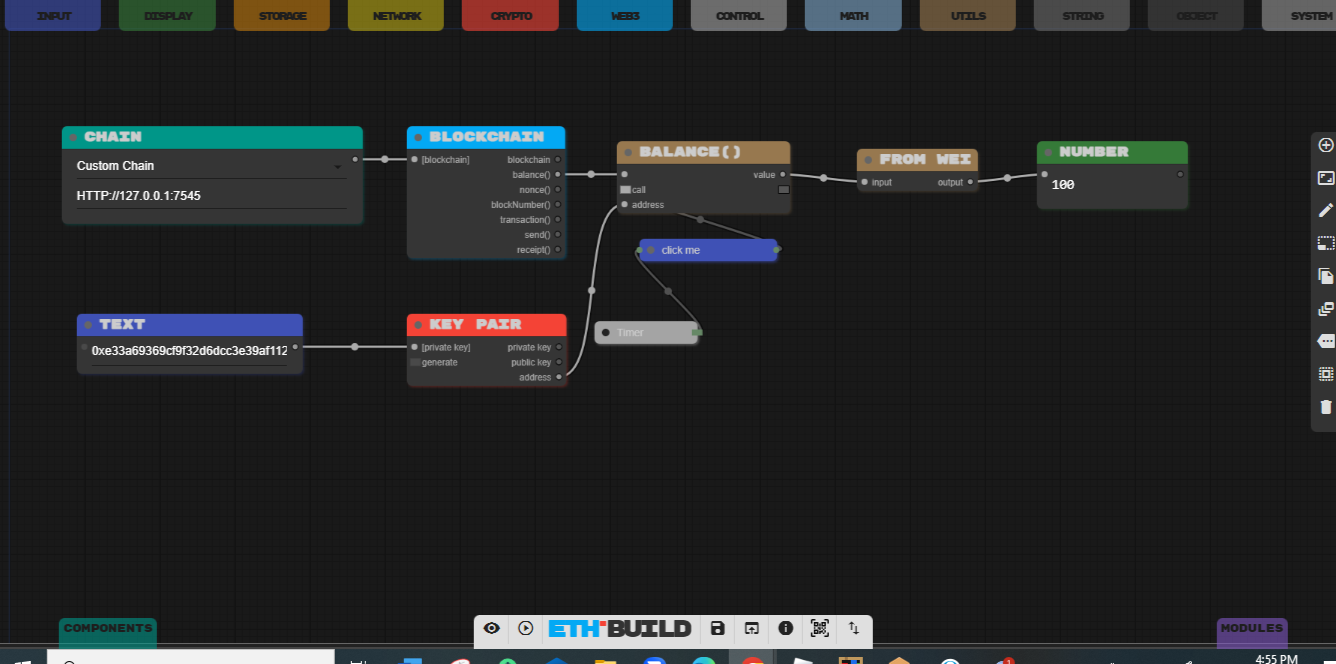 INPUT DISPLAY STORAGE NETWORK CRYPTO WEB3 CONTROL MATH UTILS STRING OBJECT SYSTEM
CHAIN
Custom Chain
HTTP://127.0.0.1:7545
BLOCKCHAIN
[blockchain] blockchain
balance()
nonce()
blockNumber()
transaction()
send()
receipt()
BALANCE()
value
call
address
FROM WEI
input output
NUMBER
100
click me
Timer
TEXT
0xe33a69369cf9f32d6dcc3e39af112
KEY PAIR
[private key] private key
generate public key
address
COMPONENTS
ETH.BUILD
MODULES
4:55 PM